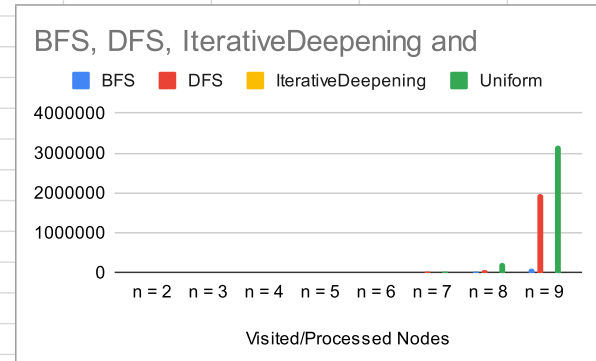 BFS, DFS, IterativeDeepening and
BFS DFS IterativeDeepening Uniform
4000000
3000000
2000000
1000000
0
n = 2 n = 3 n = 4 n = 5 n = 6 n = 7 n = 8 n = 9
Visited/Processed Nodes